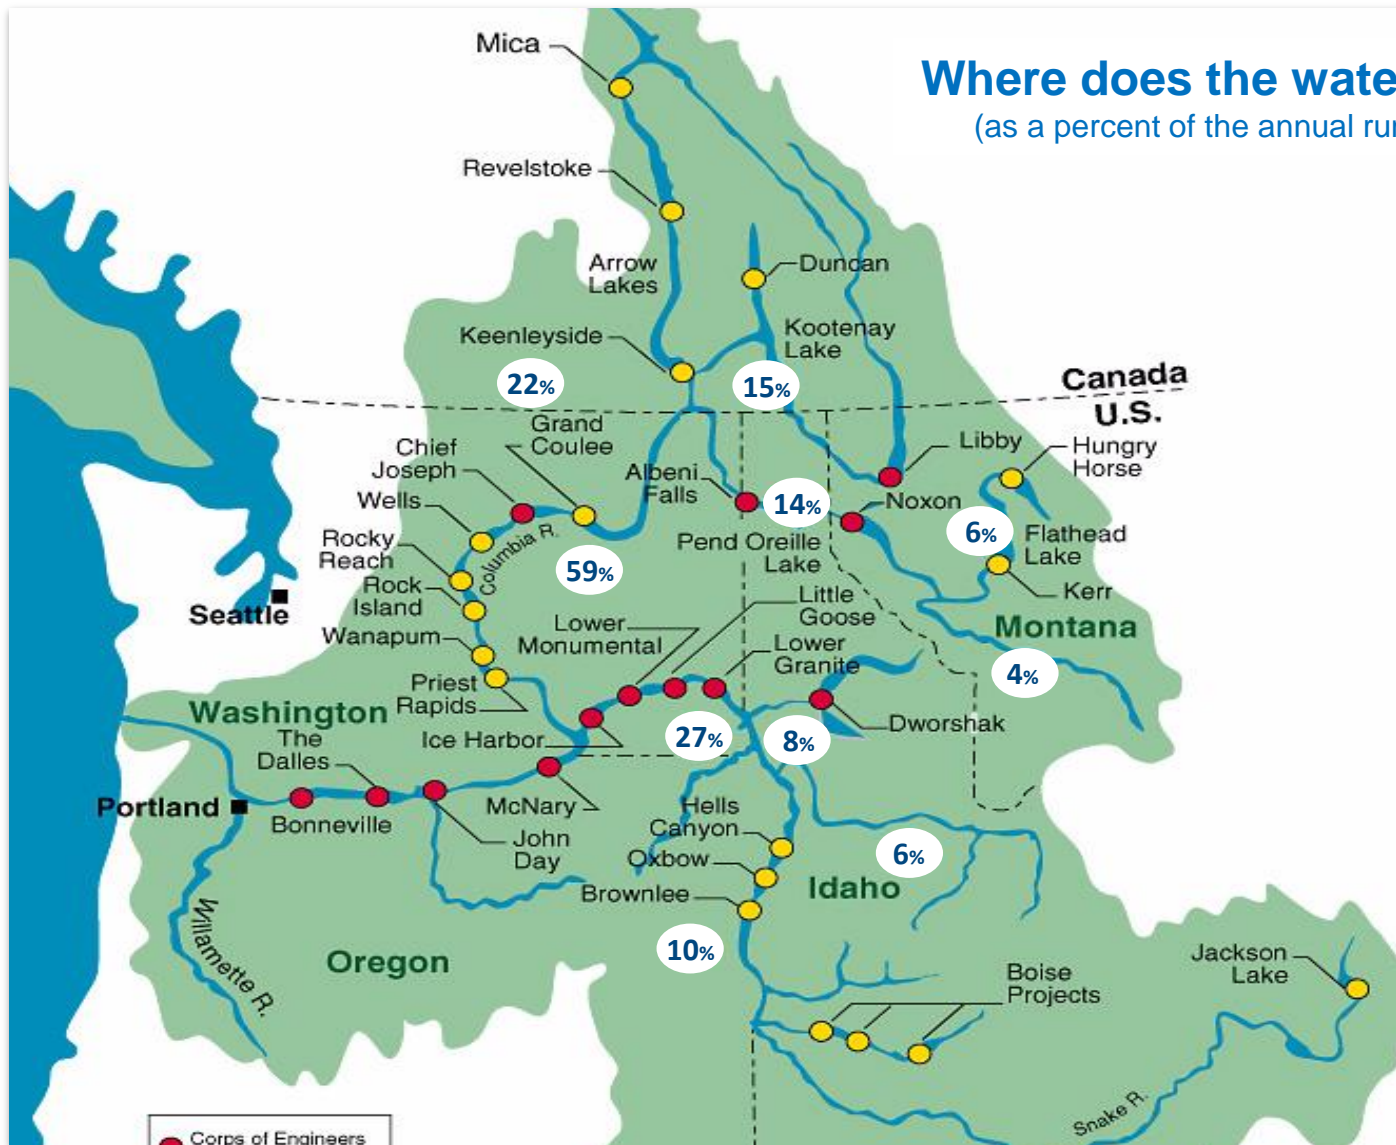 Where does the wate
(as a percent of the annual ru
Mica
Revelstoke
Arrow
Lakes
Duncan
Keenleyside
Kootenay
Lake
22%
15%
Canada
U.S.
Grand
Coulee
Chief
Joseph
Libby
Hungry
Horse
Albeni
Falls
Wells
14%
Noxon
6%
Flathead
Lake
Rocky
Reach
Columbia R.
Pend Oreille
Lake
59%
Rock
Island
Kerr
Seattle
Little
Goose
Lower
Monumental
Wanapum
Montana
Lower
Granite
4%
Priest
Rapids
Washington
Dworshak
Ice Harbor
27%
8%
The
Dalles
Portland
McNary
Hells
Canyon
Bonneville
John
Day
6%
Oxbow
Idaho
Brownlee
Willamette R.
10%
Oregon
Boise
Projects
Jackson
Lake
Snake R.
Corps of Engineers